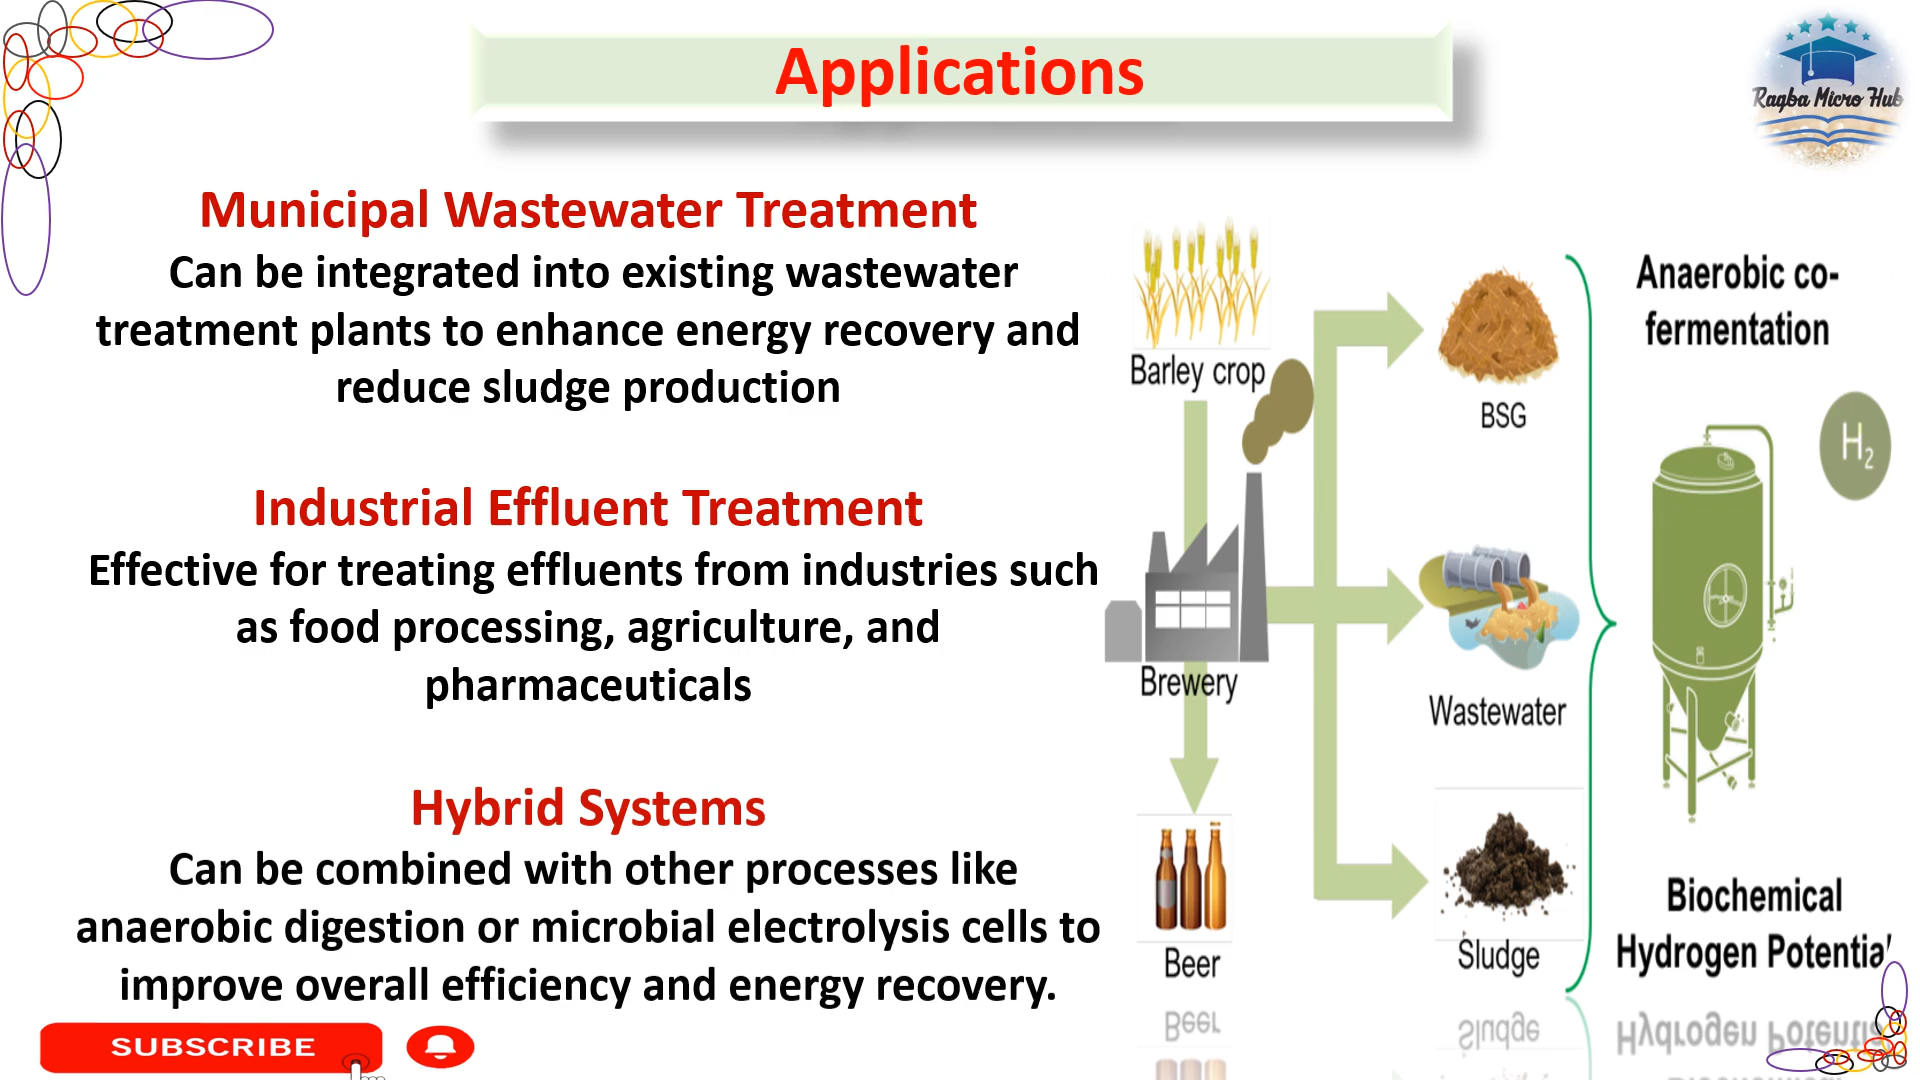 Applications
Ragba Micro Hub
Municipal Wastewater Treatment
Can be integrated into existing wastewater
treatment plants to enhance energy recovery and
reduce sludge production
Industrial Effluent Treatment
Effective for treating effluents from industries such
as food processing, agriculture, and
pharmaceuticals
Hybrid Systems
Can be combined with other processes like
anaerobic digestion or microbial electrolysis cells to
improve overall efficiency and energy recovery.
SUBSCRIBE
Barley crop
Brewery
Beer
BSG
Wastewater
Sludge
Anaerobic co-
fermentation
H2
Biochemical
Hydrogen Potential